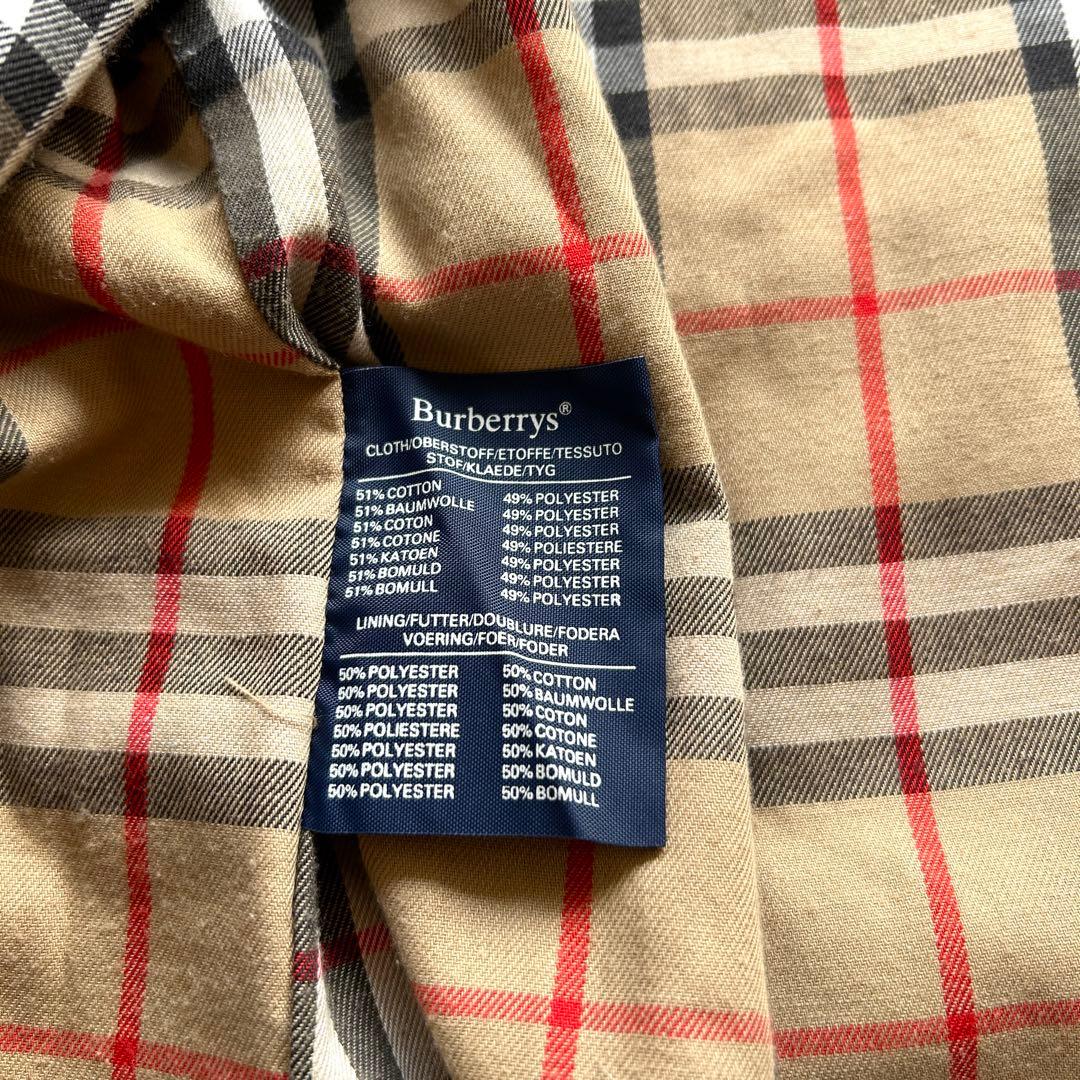 Burberrys®
CLOTH/OBERSTOFF/ETOFFE/TESSUTO
STOF/KLAEDE/TYG
51% COTTON 49% POLYESTER
51% BAUMWOLLE 49% POLYESTER
51% COTON 49% POLYESTER
51% COTONE 49% POLIESTERE
51% KATOEN 49% POLYESTER
51% BOMULD 49% POLYESTER
51% BOMULL 49% POLYESTER
LINING/FUTTER/DOUBLURE/FODERA
VOERING/FOER/FODER
50% POLYESTER 50% COTTON
50% POLYESTER 50% BAUMWOLLE
50% POLYESTER 50% COTON
50% POLIESTERE 50% COTONE
50% POLYESTER 50% KATOEN
50% POLYESTER 50% BOMULD
50% POLYESTER 50% BOMULL